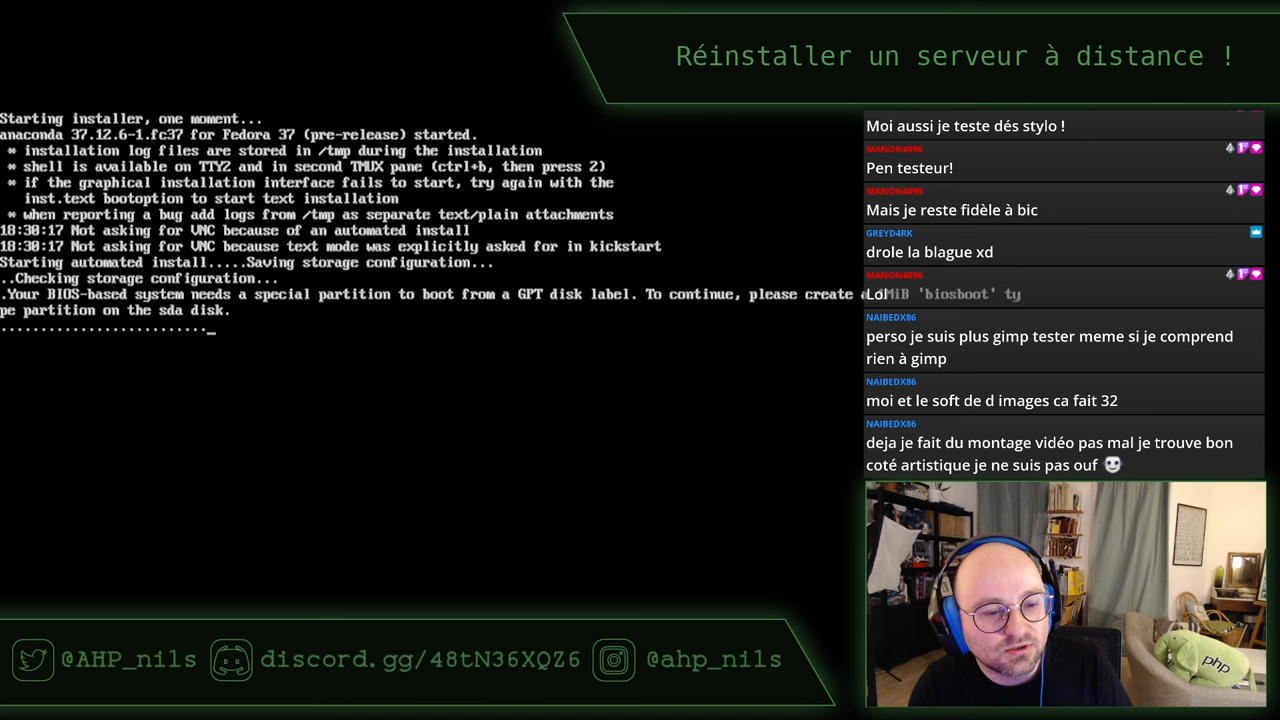 Réinstaller un serveur à distance !
Starting installer, one moment...
anaconda 37.12.6-1.fc37 for Fedora 37 (pre-release) started.
* installation log files are stored in /tmp during the installation
* shell is available on TTY2 and in second TMUX pane (ctrl+b, then press 2)
* if the graphical installation interface fails to start, try again with the
inst.text bootoption to start text installation
* when reporting a bug add logs from /tmp as separate text/plain attachments
18:30:17 Not asking for VNC because of an automated install
18:30:17 Not asking for VNC because text mode was explicitly asked for in kickstart
Starting automated install.....Saving storage configuration...
..Checking storage configuration...
.Your BIOS-based system needs a special partition to boot from a GPT disk label. To continue, please create a MiB 'biosboot' ty
pe partition on the sda disk.
.........................._
Moi aussi je teste dés stylo !
MANON4096
Pen testeur!
MANON4096
Mais je reste fidèle à bic
GREYD4RK
drole la blague xd
MANON4096
Lol
NAIBEDX86
perso je suis plus gimp tester meme si je comprend
rien à gimp
NAIBEDX86
moi et le soft de d images ca fait 32
NAIBEDX86
deja je fait du montage vidéo pas mal je trouve bon
coté artistique je ne suis pas ouf
php
@AHP_nils
discord.gg/48tN36XQZ6
@ahp_nils